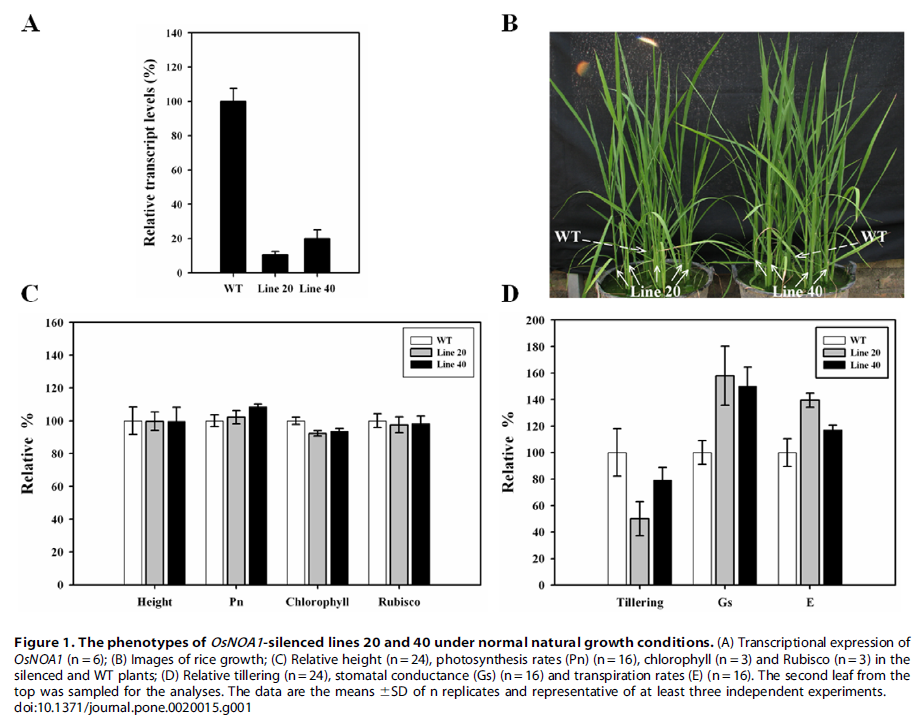 A
B
140
120
100
80
60
40
20
0
Relative transcript levels (%)
WT Line 20 Line 40
WT
WT
Line 20
Line 40
C
D
160
140
120
100
80
60
40
20
0
Relative %
WT
Line 20
Line 40
Height Pn Chlorophyll Rubisco
200
180
160
140
120
100
80
60
40
20
0
Relative %
WT
Line 20
Line 40
Tillering Gs E
Figure 1. The phenotypes of OsNOA1-silenced lines 20 and 40 under normal natural growth conditions. (A) Transcriptional expression of
OsNOA1 (n = 6); (B) Images of rice growth; (C) Relative height (n = 24), photosynthesis rates (Pn) (n = 16), chlorophyll (n = 3) and Rubisco (n = 3) in the
silenced and WT plants; (D) Relative tillering (n = 24), stomatal conductance (Gs) (n = 16) and transpiration rates (E) (n = 16). The second leaf from the
top was sampled for the analyses. The data are the means ±SD of n replicates and representative of at least three independent experiments.
doi:10.1371/journal.pone.0020015.g001